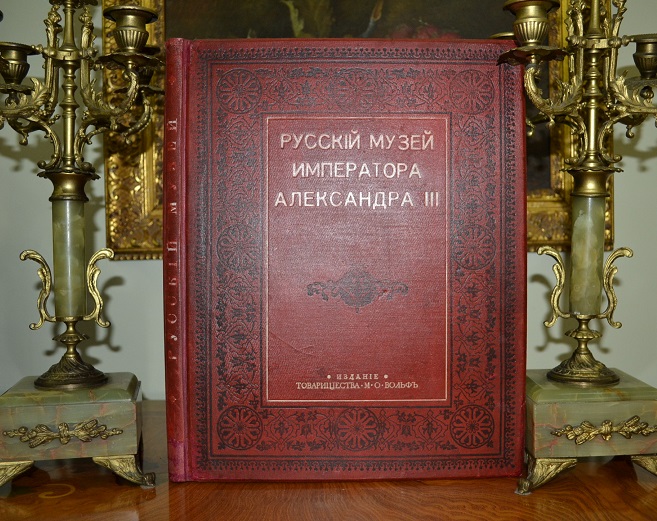 РУССКІЙ МУЗЕЙ
ИМПЕРАТОРА
АЛЕКСАНДРА III
ИЗДАНІЕ
ТОВАРИЩЕСТВА·М·О·ВОЛЬФЪ
РУССКІЙ МУЗЕЙ